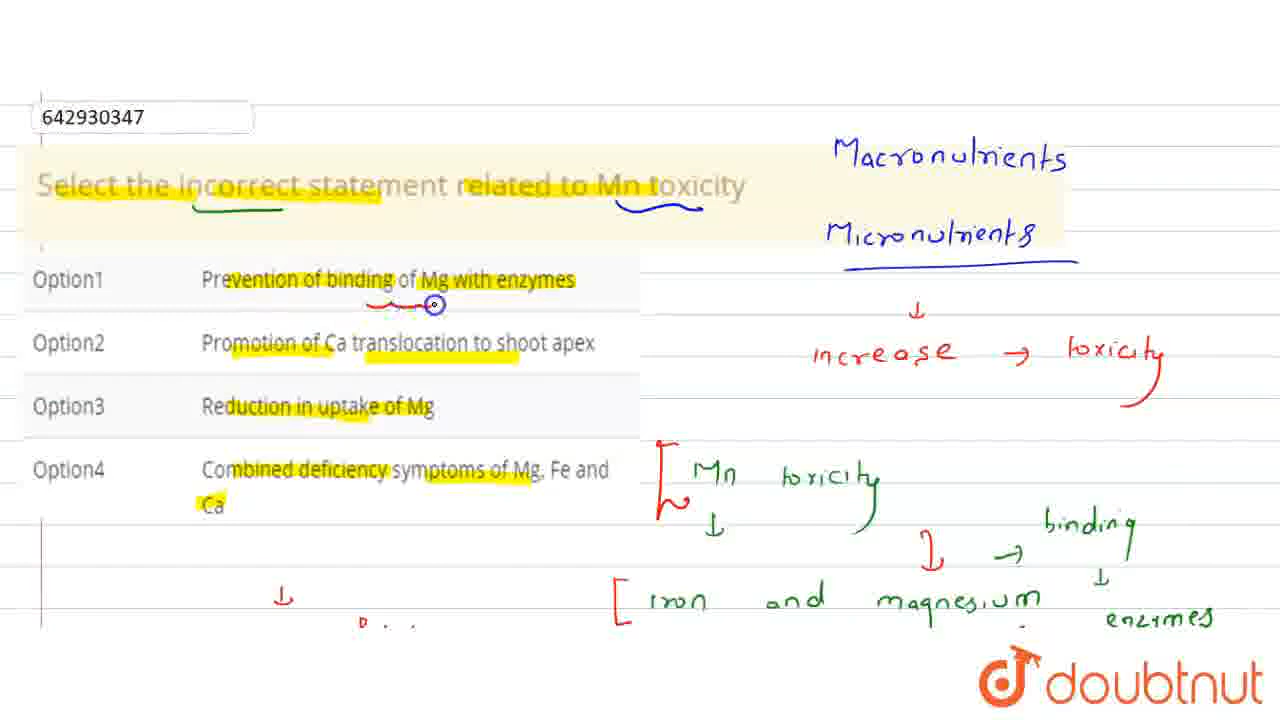 642930347
Select the incorrect statement related to Mn toxicity
Option1 Prevention of binding of Mg with enzymes
Option2 Promotion of Ca translocation to shoot apex
Option3 Reduction in uptake of Mg
Option4 Combined deficiency symptoms of Mg, Fe and
Ca
Macronutrients
Micronutrients
↓
increase → toxicity
Mn toxicity
↓
↓ → binding
↓
iron and magnesium
enzymes
↓
doubtnut